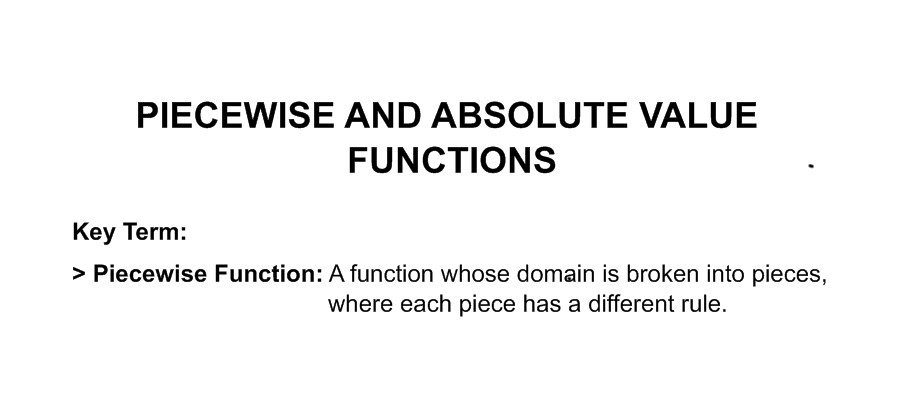 PIECEWISE AND ABSOLUTE VALUE
FUNCTIONS
Key Term:
> Piecewise Function: A function whose domain is broken into pieces,
where each piece has a different rule.